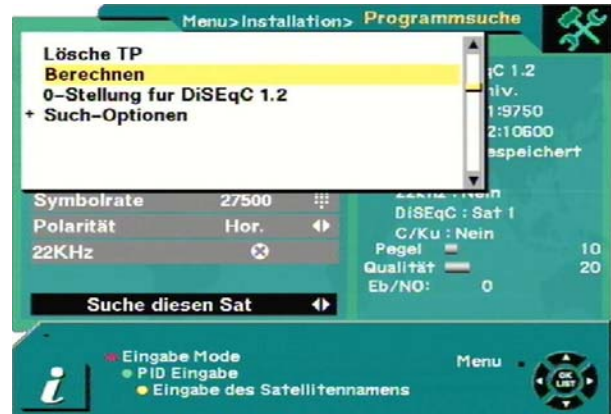 Menu>Installation> Programmsuche
Lösche TP
Berechnen
0-Stellung fur DiSEqC 1.2
+ Such-Optionen
C 1.2
niv.
1:9750
2:10600
espeichert
Symbolrate 27500
Polarität Hor.
22KHz
22KHz : Nein
DiSEqC : Sat 1
C/Ku : Nein
Pegel 10
Qualität 20
Eb/NO: 0
Suche diesen Sat
Eingabe Mode
PID Eingabe
Eingabe des Satellitennamens
Menu
OK
LIST
i